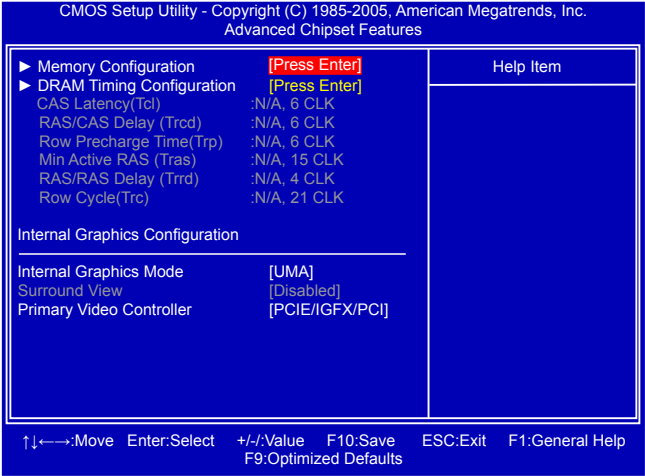 CMOS Setup Utility - Copyright (C) 1985-2005, American Megatrends, Inc.
Advanced Chipset Features
► Memory Configuration [Press Enter]
► DRAM Timing Configuration [Press Enter]
CAS Latency(Tcl) :N/A, 6 CLK
RAS/CAS Delay (Trcd) :N/A, 6 CLK
Row Precharge Time(Trp) :N/A, 6 CLK
Min Active RAS (Tras) :N/A, 15 CLK
RAS/RAS Delay (Trrd) :N/A, 4 CLK
Row Cycle(Trc) :N/A, 21 CLK
Internal Graphics Configuration
Internal Graphics Mode [UMA]
Surround View [Disabled]
Primary Video Controller [PCIE/IGFX/PCI]
Help Item
↑↓←→:Move Enter:Select +/-/:Value F10:Save ESC:Exit F1:General Help
F9:Optimized Defaults